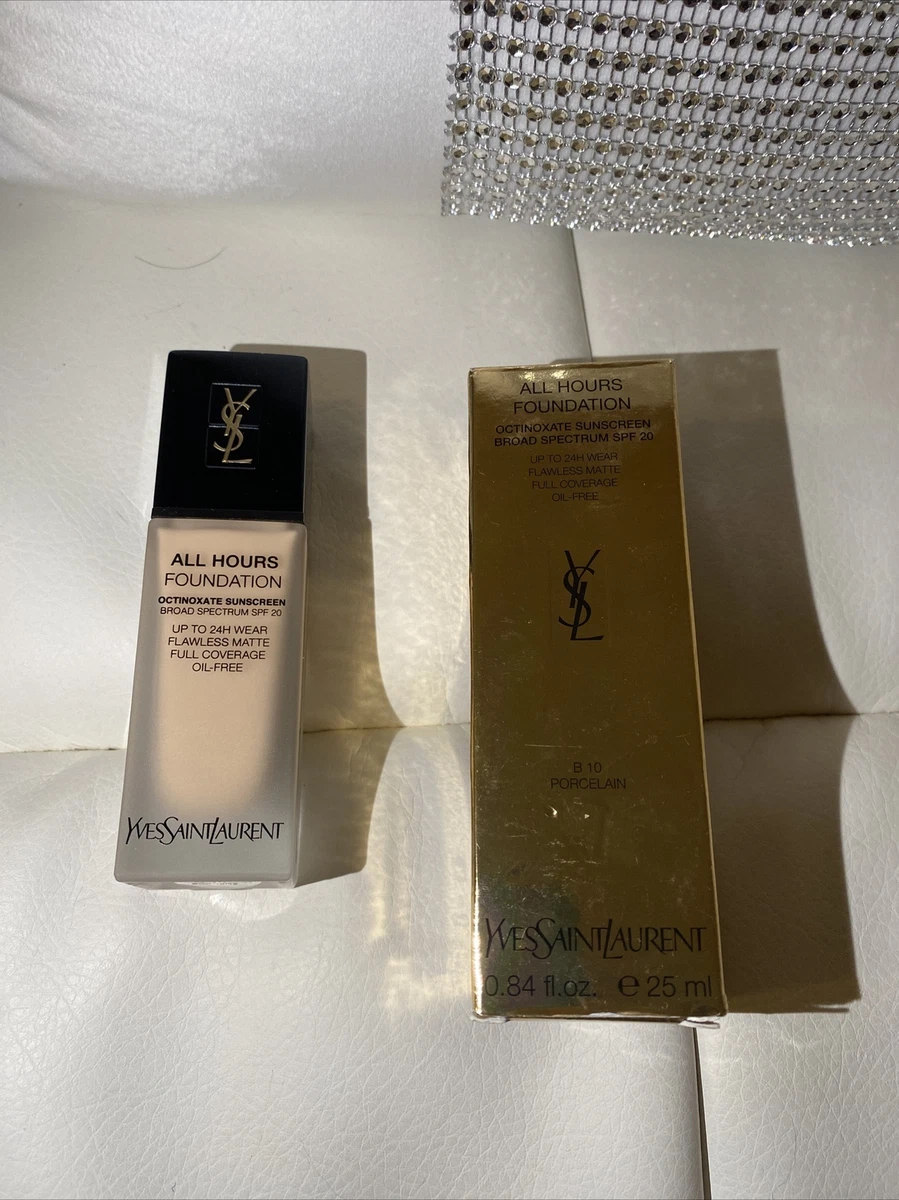 YSL
ALL HOURS
FOUNDATION
OCTINOXATE SUNSCREEN
BROAD SPECTRUM SPF 20
UP TO 24H WEAR
FLAWLESS MATTE
FULL COVERAGE
OIL-FREE
YVESSAINTLAURENT
ALL HOURS
FOUNDATION
OCTINOXATE SUNSCREEN
BROAD SPECTRUM SPF 20
UP TO 24H WEAR
FLAWLESS MATTE
FULL COVERAGE
OIL-FREE
YSL
B 10
PORCELAIN
YVESSAINTLAURENT
0.84 fl.oz. e 25 ml